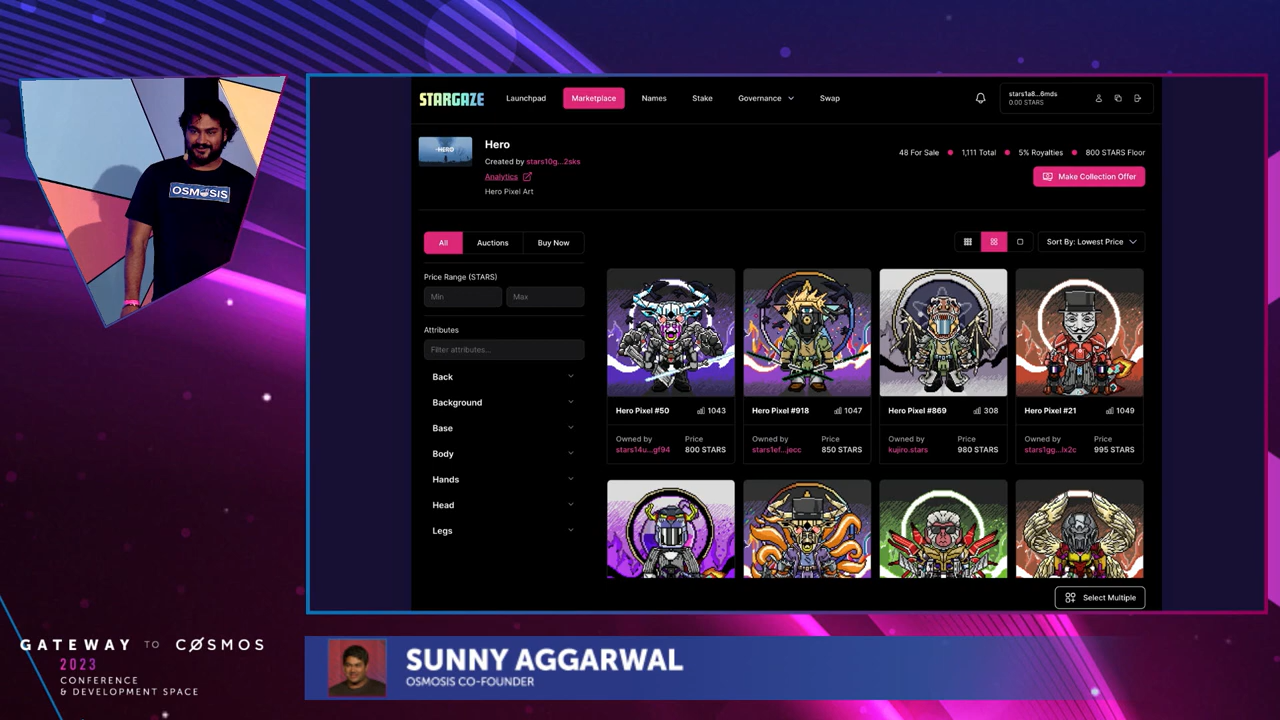 STARGAZE
Launchpad
Marketplace
Names
Stake
Governance
Swap
stars1a8...6mds
0.00 STARS
HERO
Hero
Created by stars10g...2sks
Analytics
Hero Pixel Art
48 For Sale
1,111 Total
5% Royalties
800 STARS Floor
Make Collection Offer
OSMOSIS
All
Auctions
Buy Now
Sort By: Lowest Price
Price Range (STARS)
Min
Max
Attributes
Filter attributes...
Back
Background
Base
Body
Hands
Head
Legs
Hero Pixel #50
1043
Owned by
stars14u...gf94
Price
800 STARS
Hero Pixel #918
1047
Owned by
stars1ef...jecc
Price
850 STARS
Hero Pixel #869
308
Owned by
kujiro.stars
Price
980 STARS
Hero Pixel #21
1049
Owned by
stars1gg...lx2c
Price
995 STARS
Select Multiple
GATEWAY TO COSMOS
2023
CONFERENCE
& DEVELOPMENT SPACE
SUNNY AGGARWAL
OSMOSIS CO-FOUNDER